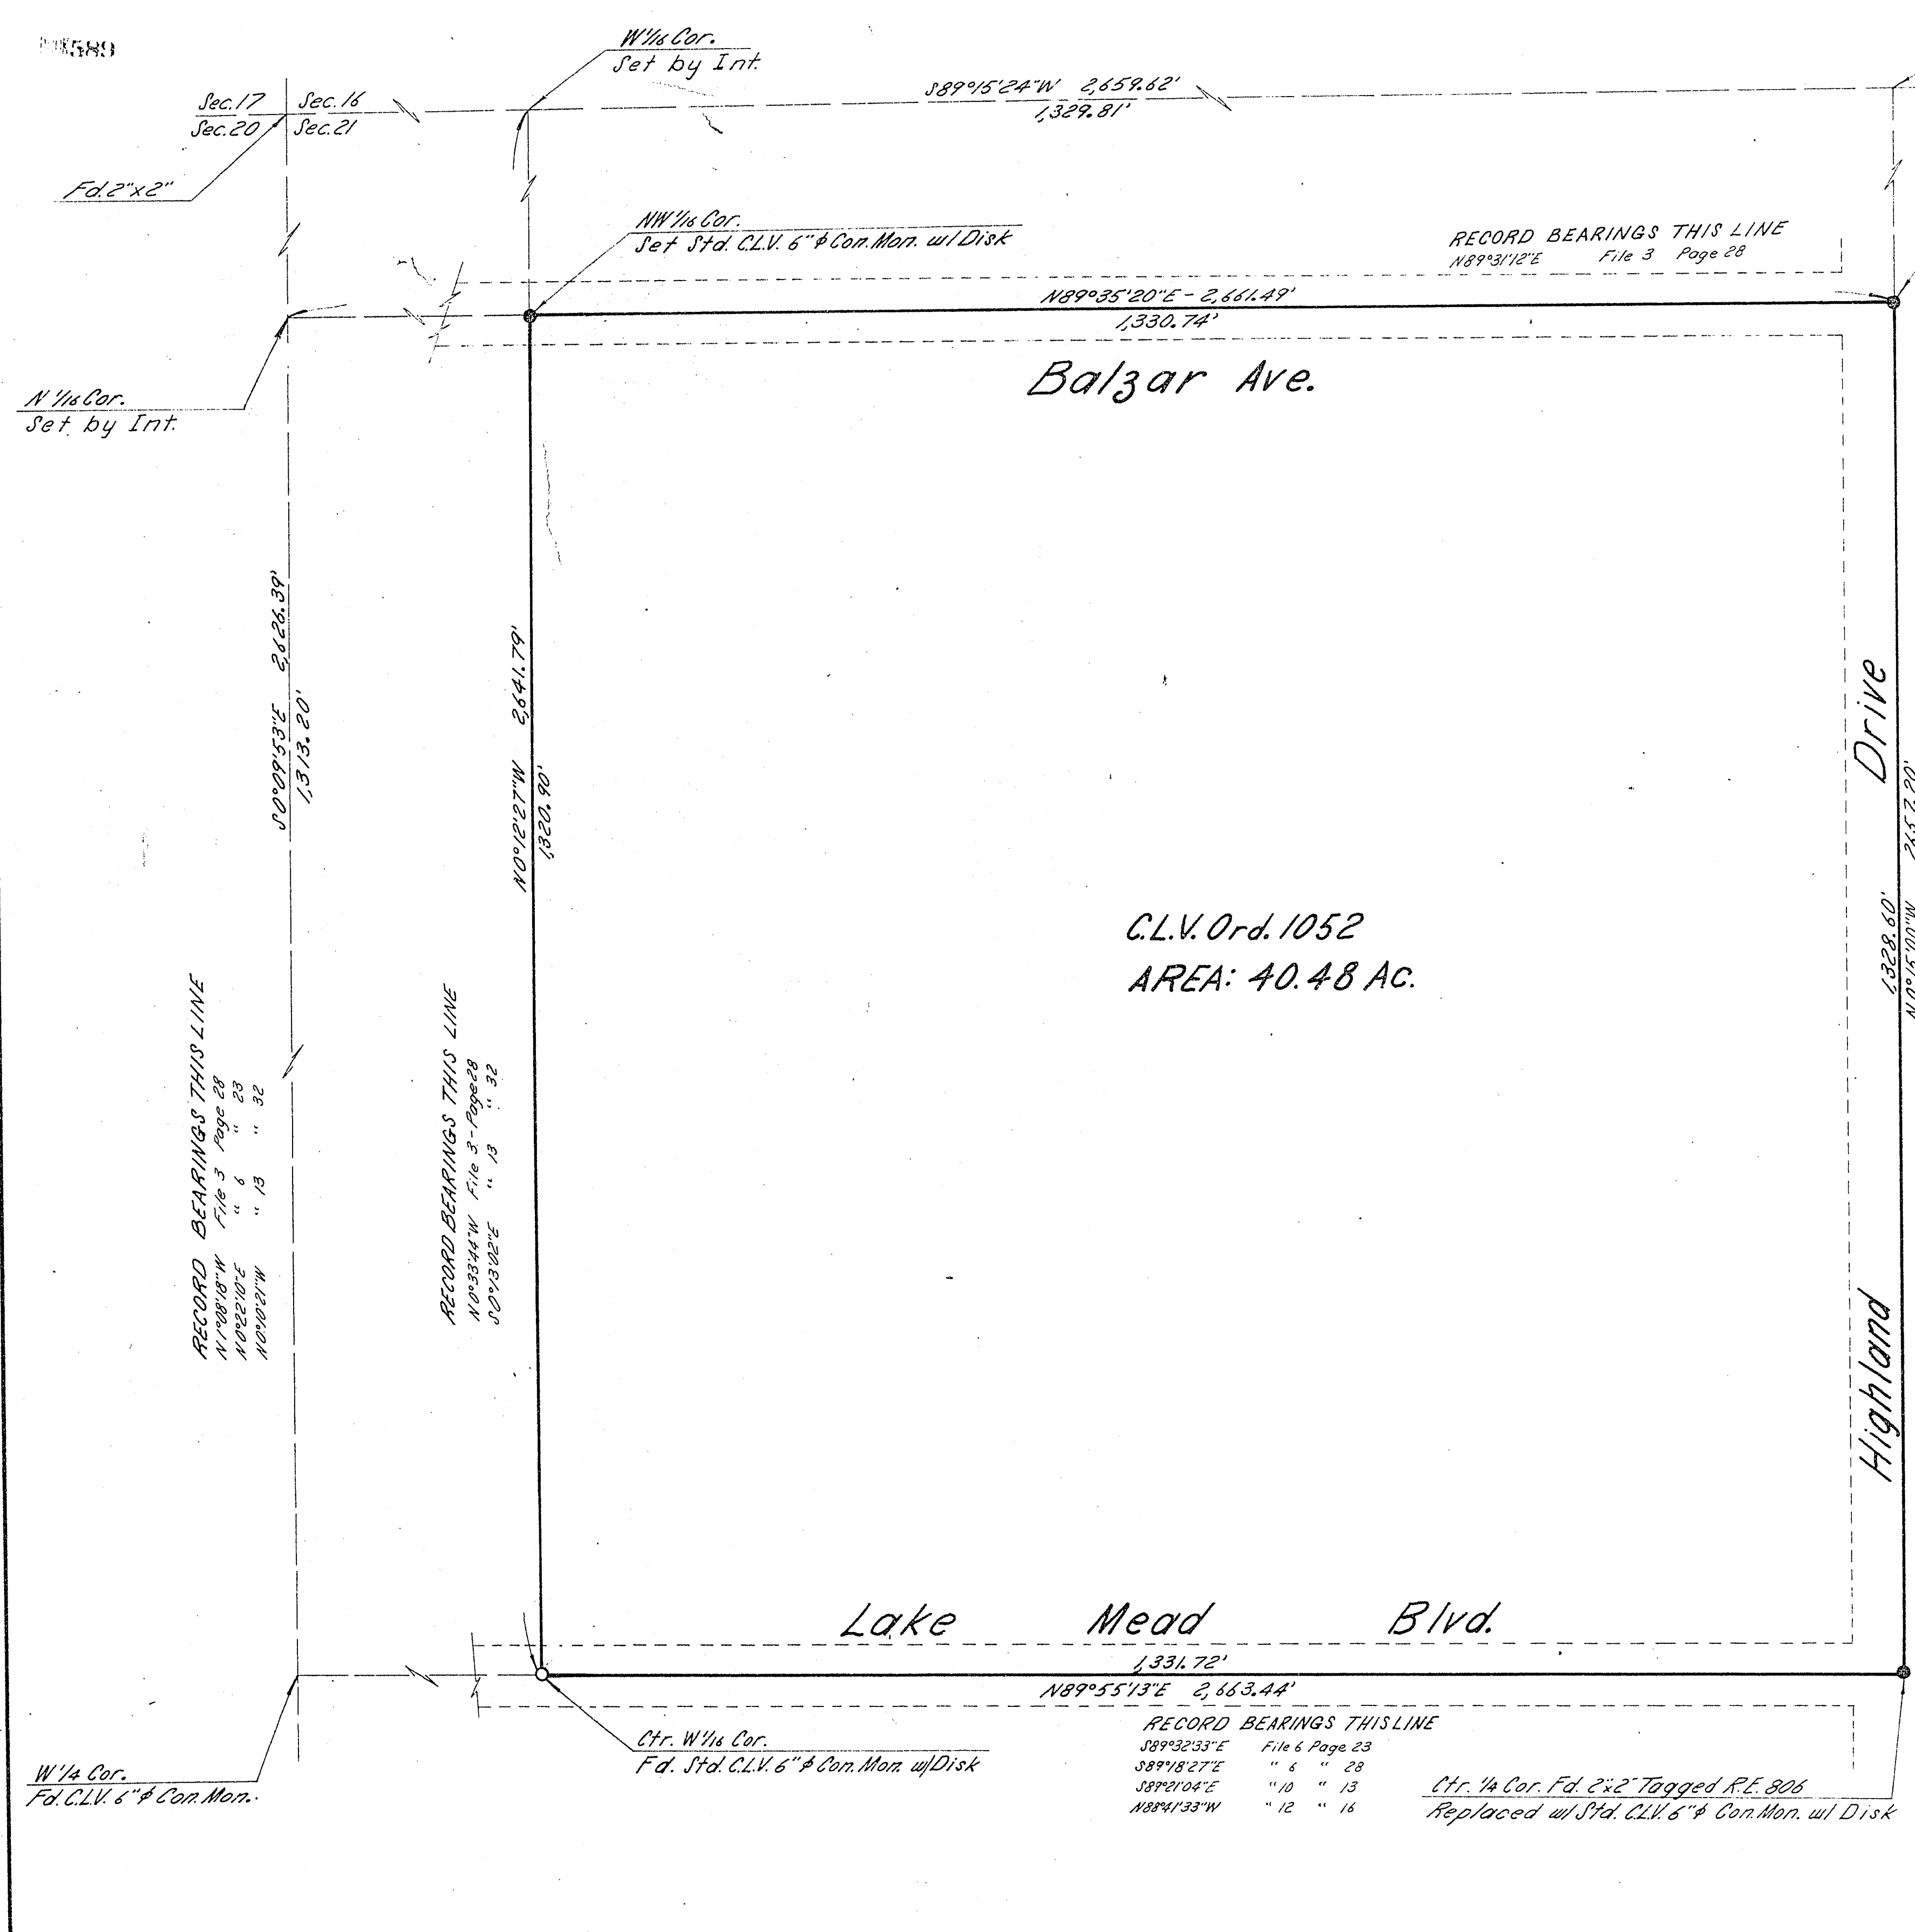 589
W 1/16 Cor.
Set by Int.
S89°15'24"W 2,659.62'
1,329.81'
Sec. 17 Sec. 16
Sec. 20 Sec. 21
Fd. 2"x2"
NW 1/16 Cor.
Set Std. C.L.V. 6"ϕ Con. Mon. w/ Disk
RECORD BEARINGS THIS LINE
N89°31'12"E File 3 Page 28
N89°35'20"E - 2,661.49'
1,330.74'
Balzar Ave.
N 1/16 Cor.
Set by Int.
S0°09'53"E 2,626.39'
1,313.20'
N0°12'27"W 2,641.79'
1,320.90'
Highland Drive
1,328.60'
N0°15'00"W 2657.20'
C.L.V. Ord. 1052
AREA: 40.48 AC.
RECORD BEARINGS THIS LINE
N1°08'18"W File 3 Page 28
N0°22'10"E " 6 " 23
N0°10'21"W " 13 " 32
RECORD BEARINGS THIS LINE
N0°33'44"W File 3 - Page 28
S0°13'02"E " 13 " 32
Lake Mead Blvd.
1,331.72'
N89°55'13"E 2,663.44'
RECORD BEARINGS THIS LINE
S89°32'33"E File 6 Page 23
S89°18'27"E " 6 " 28
S89°21'04"E " 10 " 13
N88°41'33"W " 12 " 16
Ctr. W 1/16 Cor.
Fd. Std. C.L.V. 6"ϕ Con. Mon. w/ Disk
W 1/4 Cor.
Fd. C.L.V. 6"ϕ Con. Mon.
Ctr. 1/4 Cor. Fd. 2"x2" Tagged R.E. 806
Replaced w/ Std. C.L.V. 6"ϕ Con. Mon. w/ Disk